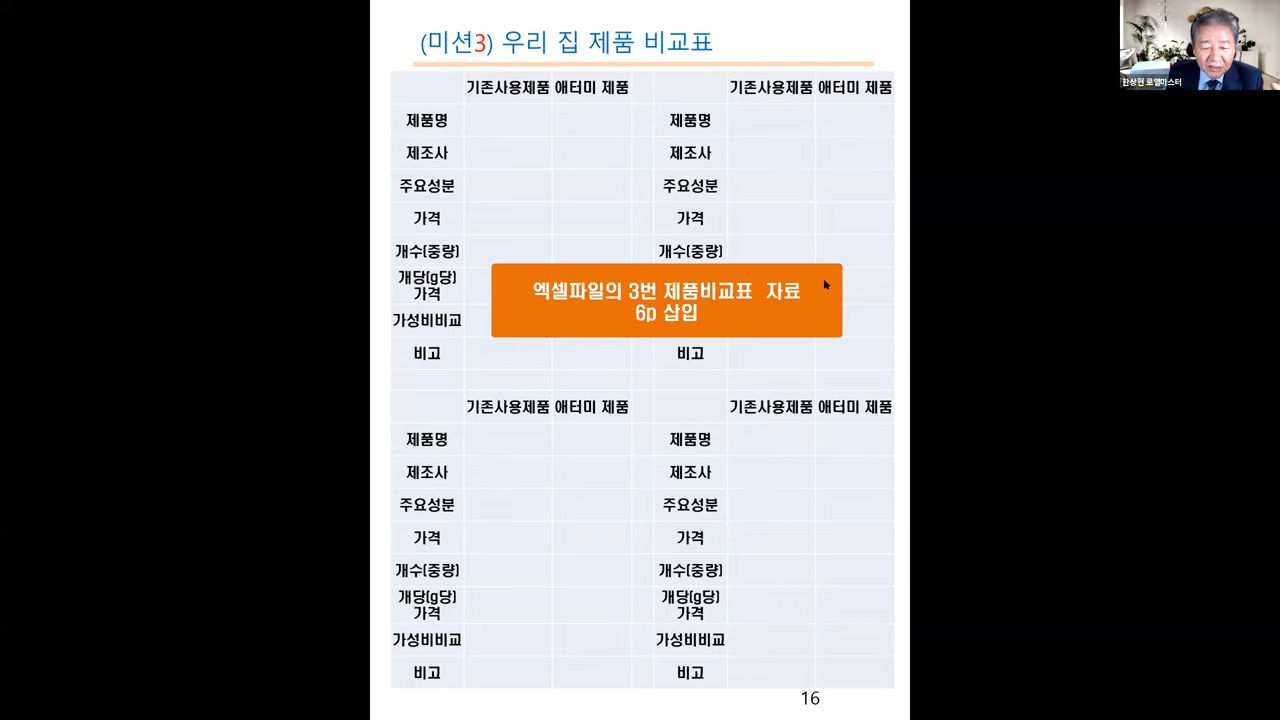 (미션3) 우리 집 제품 비교표
한상현 로열마스터
기존사용제품 애터미 제품 기존사용제품 애터미 제품
제품명 제품명
제조사 제조사
주요성분 주요성분
가격 가격
개수(중량) 개수(중량)
개당(g당)
가격
엑셀파일의 3번 제품비교표 자료
6p 삽입
가성비비교
비고 비고
기존사용제품 애터미 제품 기존사용제품 애터미 제품
제품명 제품명
제조사 제조사
주요성분 주요성분
가격 가격
개수(중량) 개수(중량)
개당(g당) 개당(g당)
가격 가격
가성비비교 가성비비교
비고 비고
16